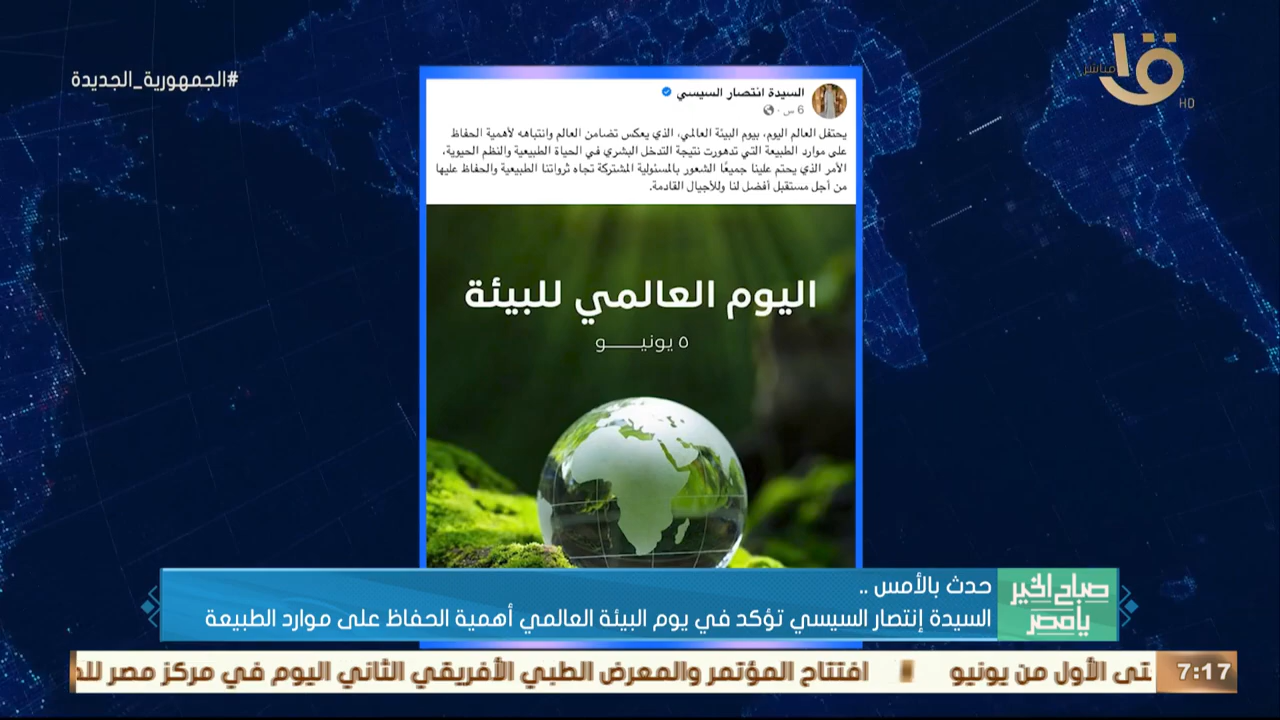 #الجمهورية_الجديدة
مباشر
HD
السيدة انتصار السيسي
6 س
يحتفل العالم اليوم، بيوم البيئة العالمي، الذي يعكس تضامن العالم وانتباهه لأهمية الحفاظ
على موارد الطبيعة التي تدهورت نتيجة التدخل البشري في الحياة الطبيعية والنظم الحيوية،
الأمر الذي يحتم علينا جميعًا الشعور بالمسئولية المشتركة تجاه ثرواتنا الطبيعية والحفاظ عليها
من أجل مستقبل أفضل لنا وللأجيال القادمة.
اليوم العالمي للبيئة
٥ يونيـــــو
صباح الخير
يا مصر
حدث بالأمس ..
السيدة إنتصار السيسي تؤكد في يوم البيئة العالمي أهمية الحفاظ على موارد الطبيعة
7:17
الأول من يونيو
افتتاح المؤتمر والمعرض الطبي الأفريقي الثاني اليوم في مركز مصر